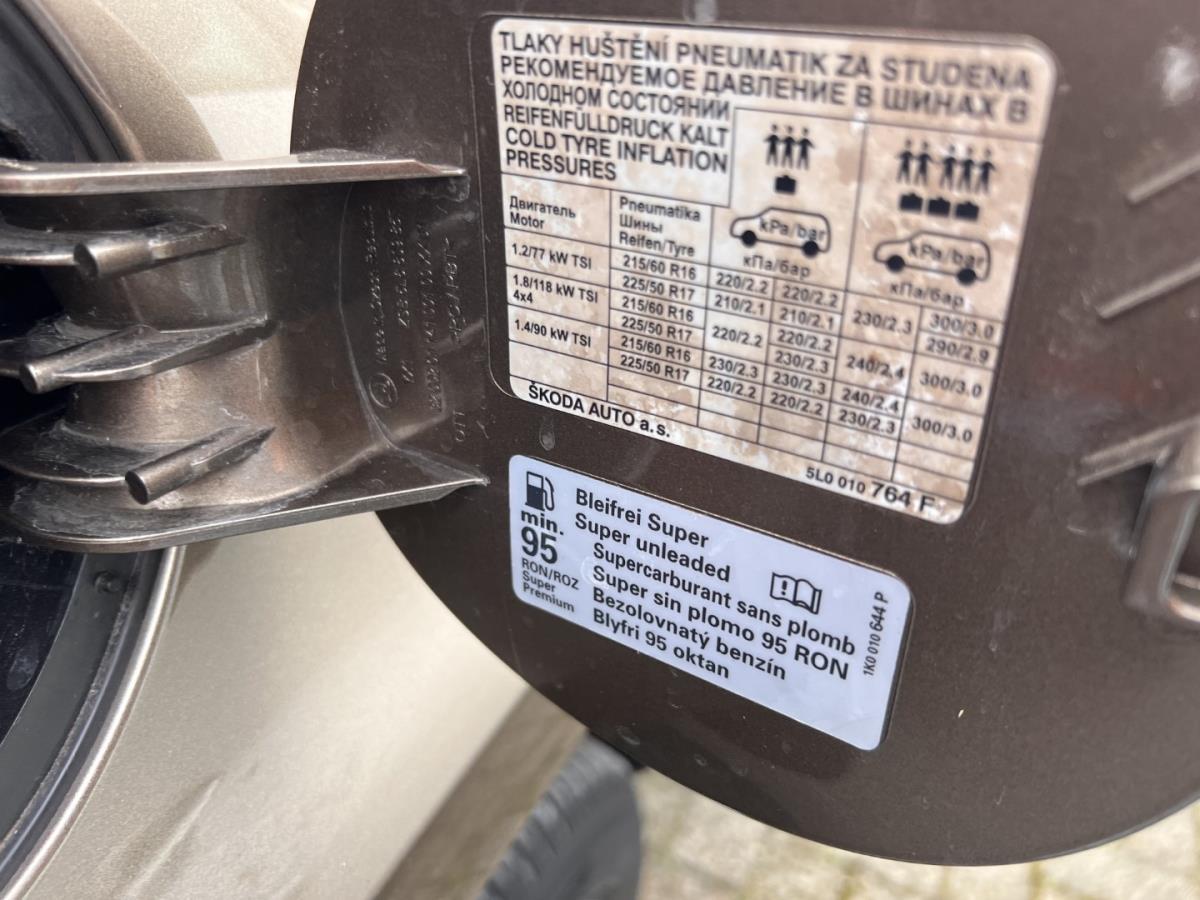 TLAKY HUŠTĚNÍ PNEUMATIK ZA STUDENA
РЕКОМЕНДУЕМОЕ ДАВЛЕНИЕ В ШИНАХ В
ХОЛОДНОМ СОСТОЯНИИ
REIFENFÜLLDRUCK KALT
COLD TYRE INFLATION
PRESSURES
Двигатель
Motor
Pneumatika
Шины
Reifen/Tyre
kPa/bar
кПа/бар
kPa/bar
кПа/бар
1.2/77 kW TSI 215/60 R16 220/2.2 220/2.2 230/2.3 300/3.0
225/50 R17 210/2.1 210/2.1 290/2.9
1.8/118 kW TSI 215/60 R16 220/2.2 220/2.2 240/2.4 300/3.0
4x4 225/50 R17 230/2.3
1.4/90 kW TSI 215/60 R16 230/2.3 230/2.3 240/2.4 300/3.0
225/50 R17 220/2.2 220/2.2 230/2.3
ŠKODA AUTO a.s.
5L0 010 764 F
min.
95
RON/ROZ
Super
Premium
Bleifrei Super
Super unleaded
Supercarburant sans plomb
Super sin plomo 95 RON
Bezolovnatý benzín
Blyfri 95 oktan
1K0 010 644 P